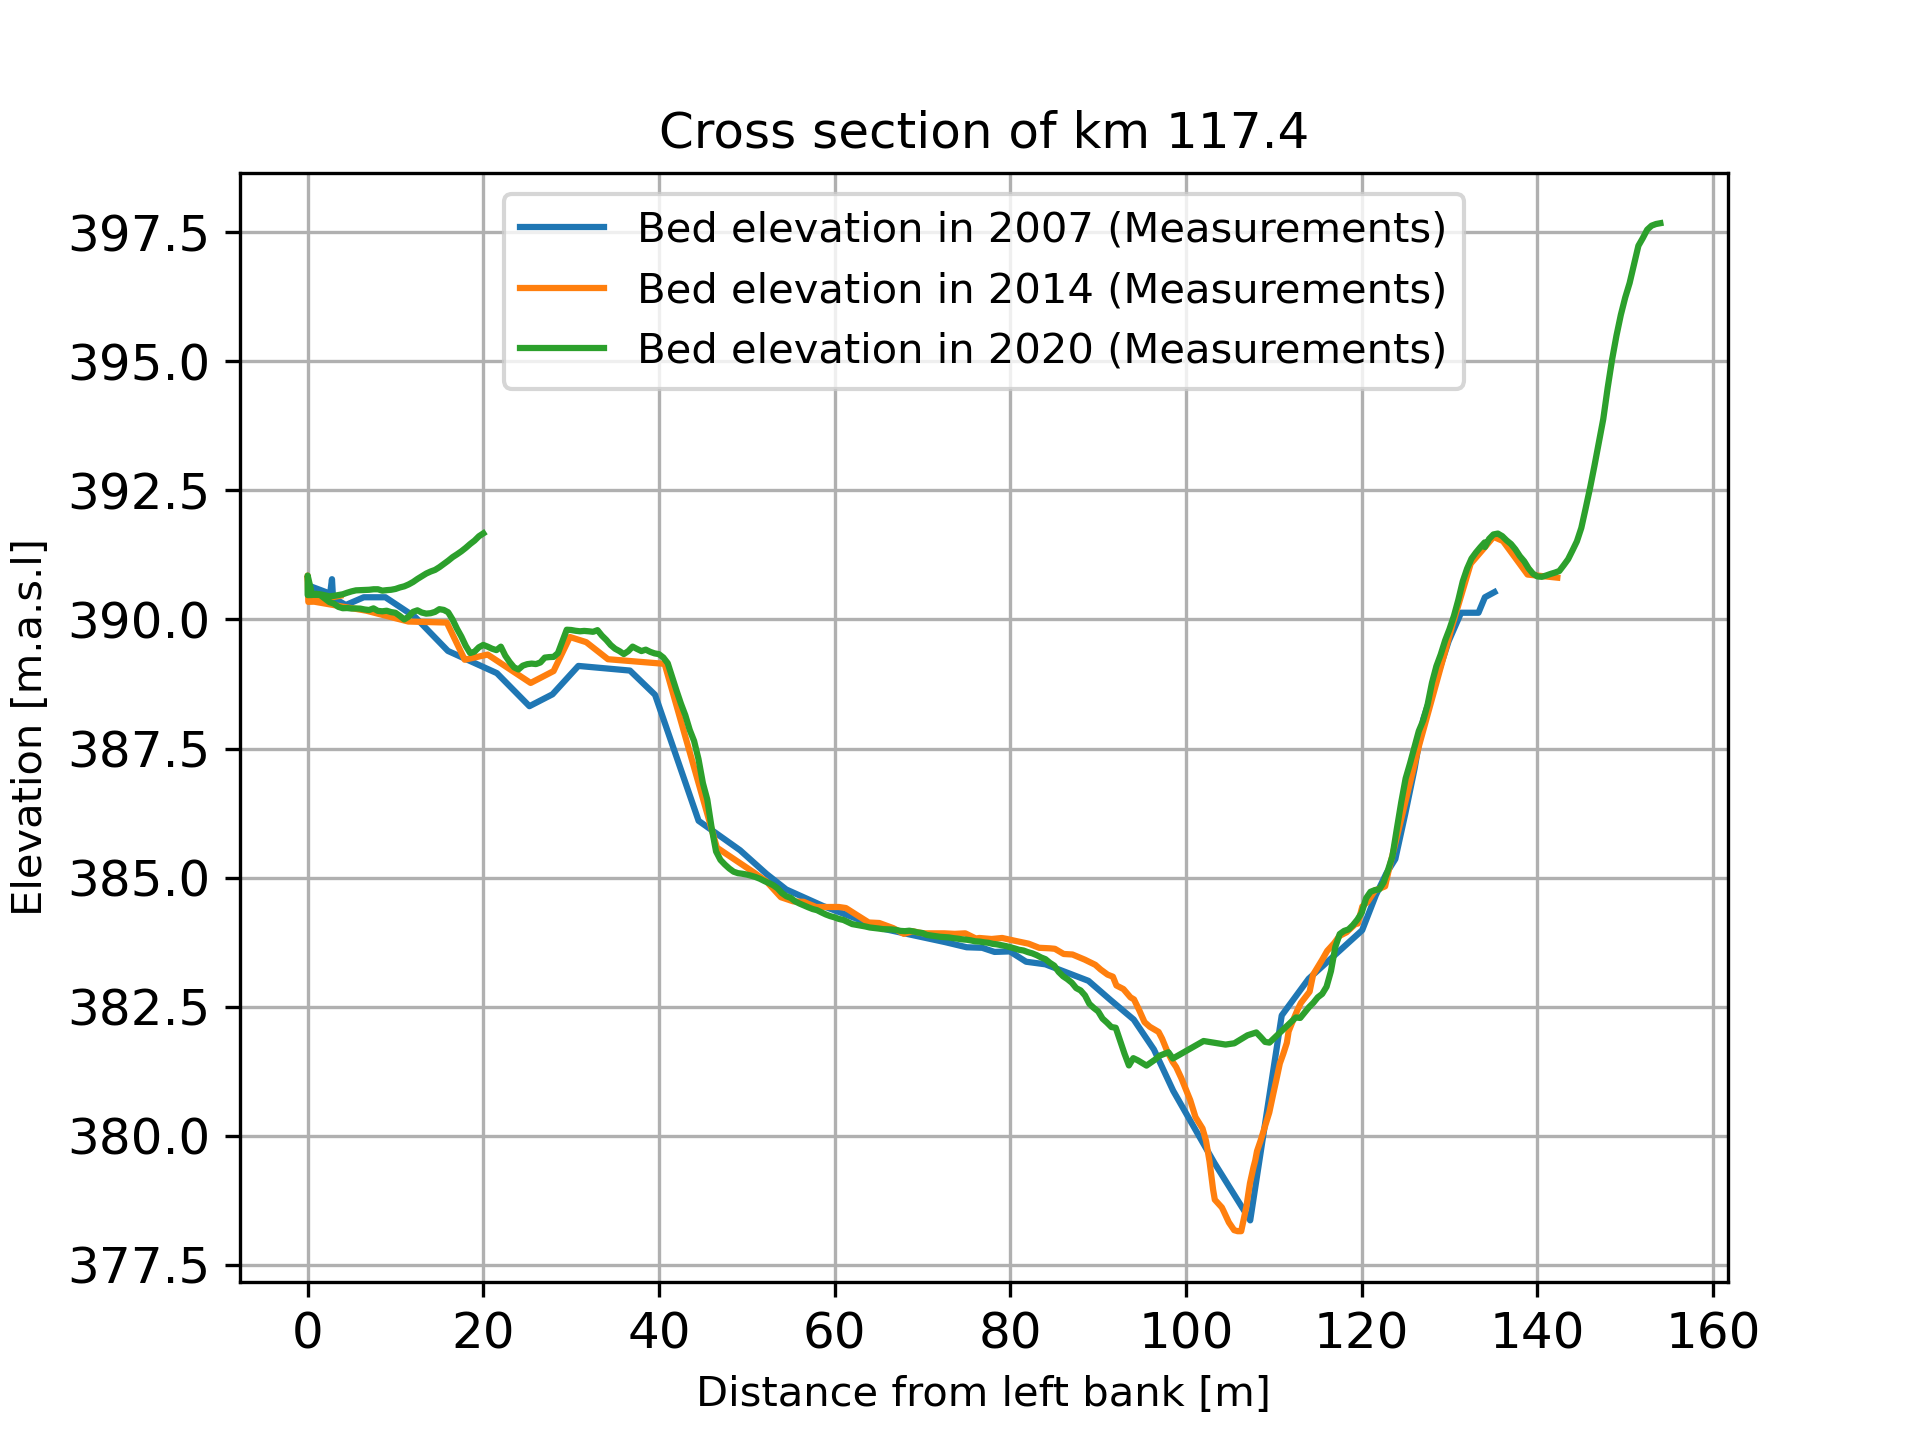 Cross section of km 117.4
Bed elevation in 2007 (Measurements)
Bed elevation in 2014 (Measurements)
Bed elevation in 2020 (Measurements)
397.5
395.0
392.5
390.0
387.5
385.0
382.5
380.0
377.5
Elevation [m.a.s.l]
0 20 40 60 80 100 120 140 160
Distance from left bank [m]